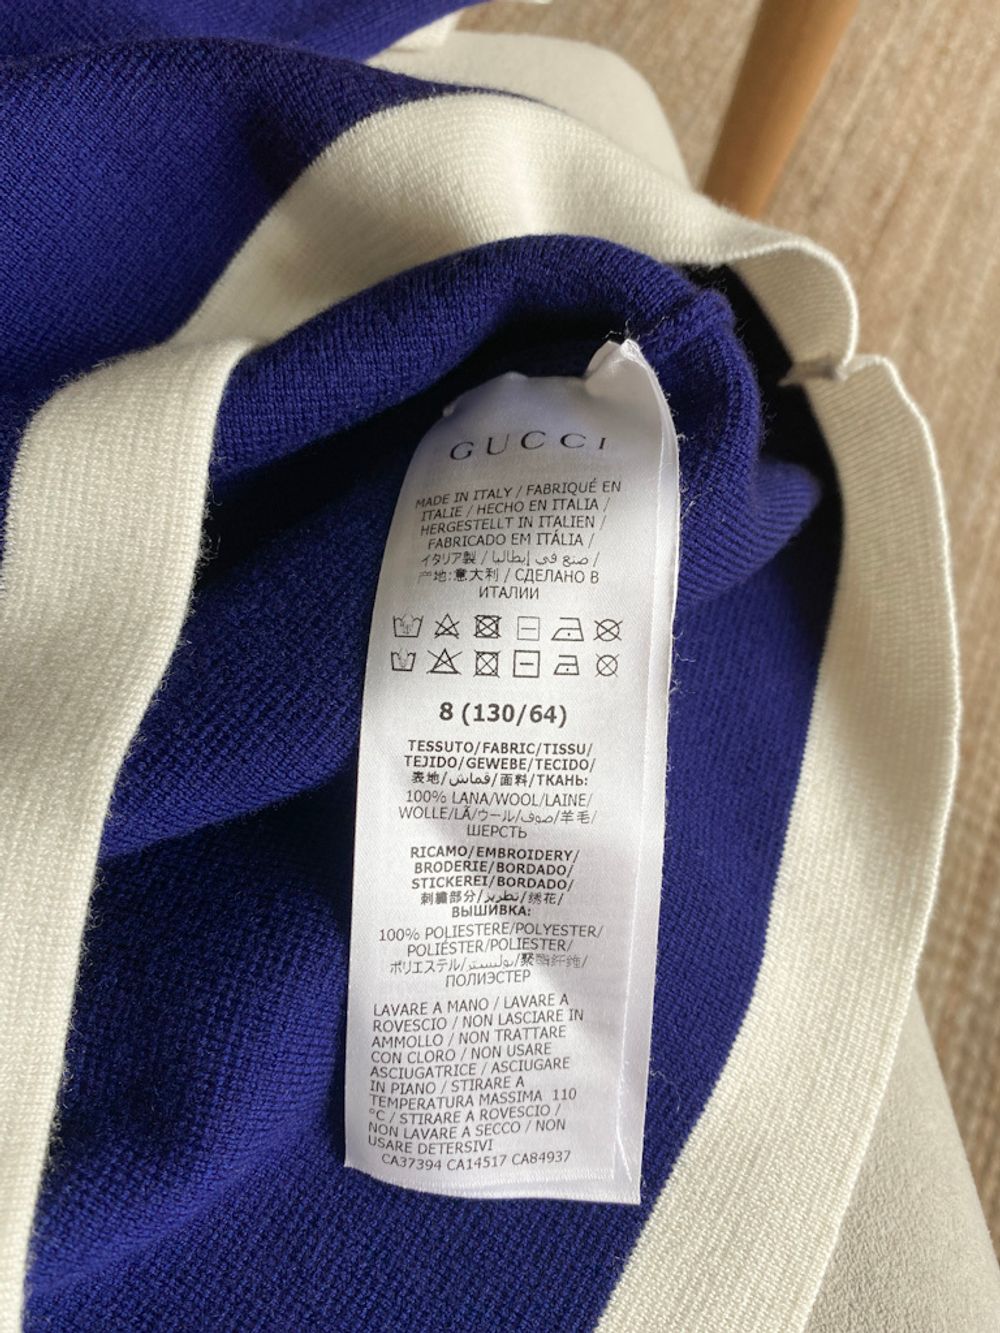 GUCCI
MADE IN ITALY / FABRIQUÉ EN
ITALIE / HECHO EN ITALIA /
HERGESTELLT IN ITALIEN /
FABRICADO EM ITÁLIA /
イタリア製 / صنع في إيطاليا /
产地:意大利 / СДЕЛАНО В
ИТАЛИИ
8 (130/64)
TESSUTO/FABRIC/TISSU/
TEJIDO/GEWEBE/TECIDO/
表地/قماش/面料/ТКАНЬ:
100% LANA/WOOL/LAINE/
WOLLE/LÃ/ウール/صوف/羊毛/
ШЕРСТЬ
RICAMO/EMBROIDERY/
BRODERIE/BORDADO/
STICKEREI/BORDADO/
刺繍部分/تطريز/绣花/
ВЫШИВКА:
100% POLIESTERE/POLYESTER/
POLIÉSTER/POLIESTER/
ポリエステル/بوليستر/聚酯纤维/
ПОЛИЭСТЕР
LAVARE A MANO / LAVARE A
ROVESCIO / NON LASCIARE IN
AMMOLLO / NON TRATTARE
CON CLORO / NON USARE
ASCIUGATRICE / ASCIUGARE
IN PIANO / STIRARE A
TEMPERATURA MASSIMA 110
°C / STIRARE A ROVESCIO /
NON LAVARE A SECCO / NON
USARE DETERSIVI
CA37394 CA14517 CA84937